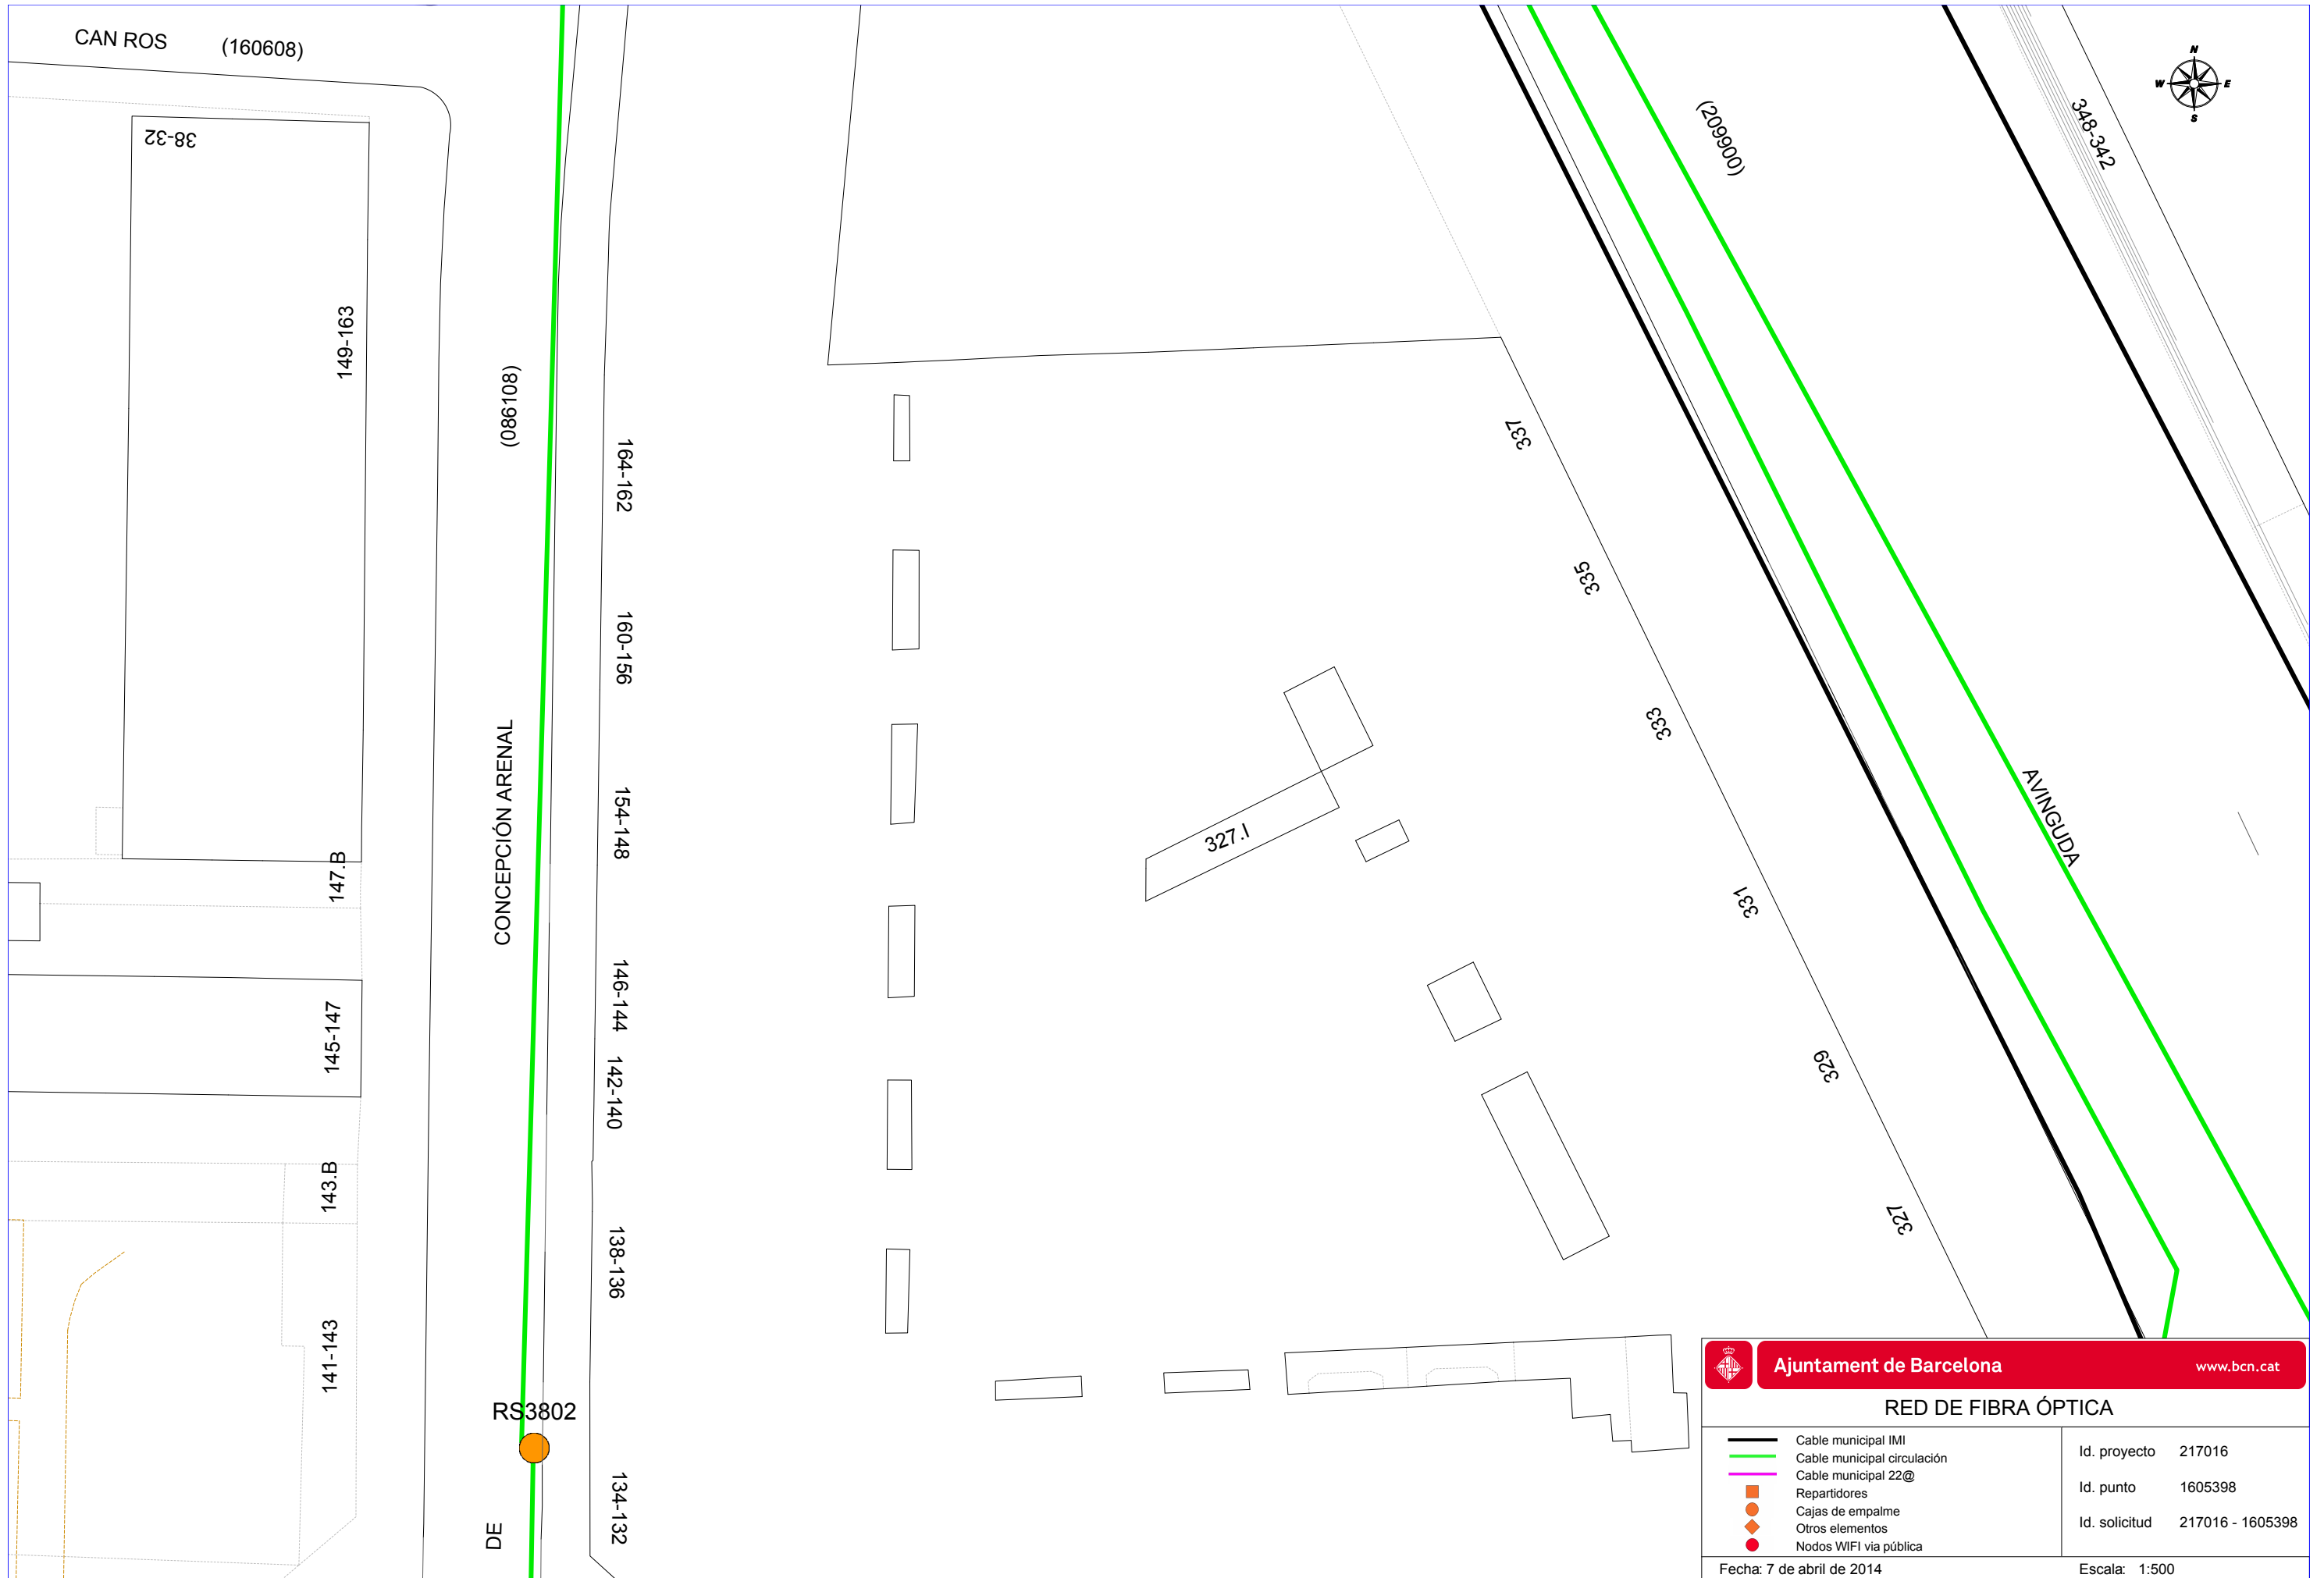 CAN ROS (160608)
38-32
149-163
(086108)
CONCEPCIÓN ARENAL
DE
147.B
145-147
143.B
141-143
RS3802
164-162
160-156
154-148
146-144
142-140
138-136
134-132
327.I
337
335
333
331
329
327
(209900)
AVINGUDA
348-342
N
W E
S
Ajuntament de Barcelona www.bcn.cat
RED DE FIBRA ÓPTICA
Cable municipal IMI
Cable municipal circulación
Cable municipal 22@
Repartidores
Cajas de empalme
Otros elementos
Nodos WIFI via pública
Id. proyecto 217016
Id. punto 1605398
Id. solicitud 217016 - 1605398
Fecha: 7 de abril de 2014 Escala: 1:500